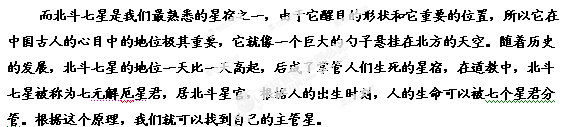 而北斗七星是我们最熟悉的星宿之一，由于它醒目的形状和它重要的位置，所以它在
中国古人的心目中的地位极其重要，它就像一个巨大的勺子悬挂在北方的天空。随着历史
的发展，北斗七星的地位一天比一天高起，后成了掌管人们生死的星宿，在道教中，北斗
七星被称为七元解厄星君，居北斗星宫，根据人的出生时刻，人的生命可以被七个星君分
管。根据这个原理，我们就可以找到自己的主管星。